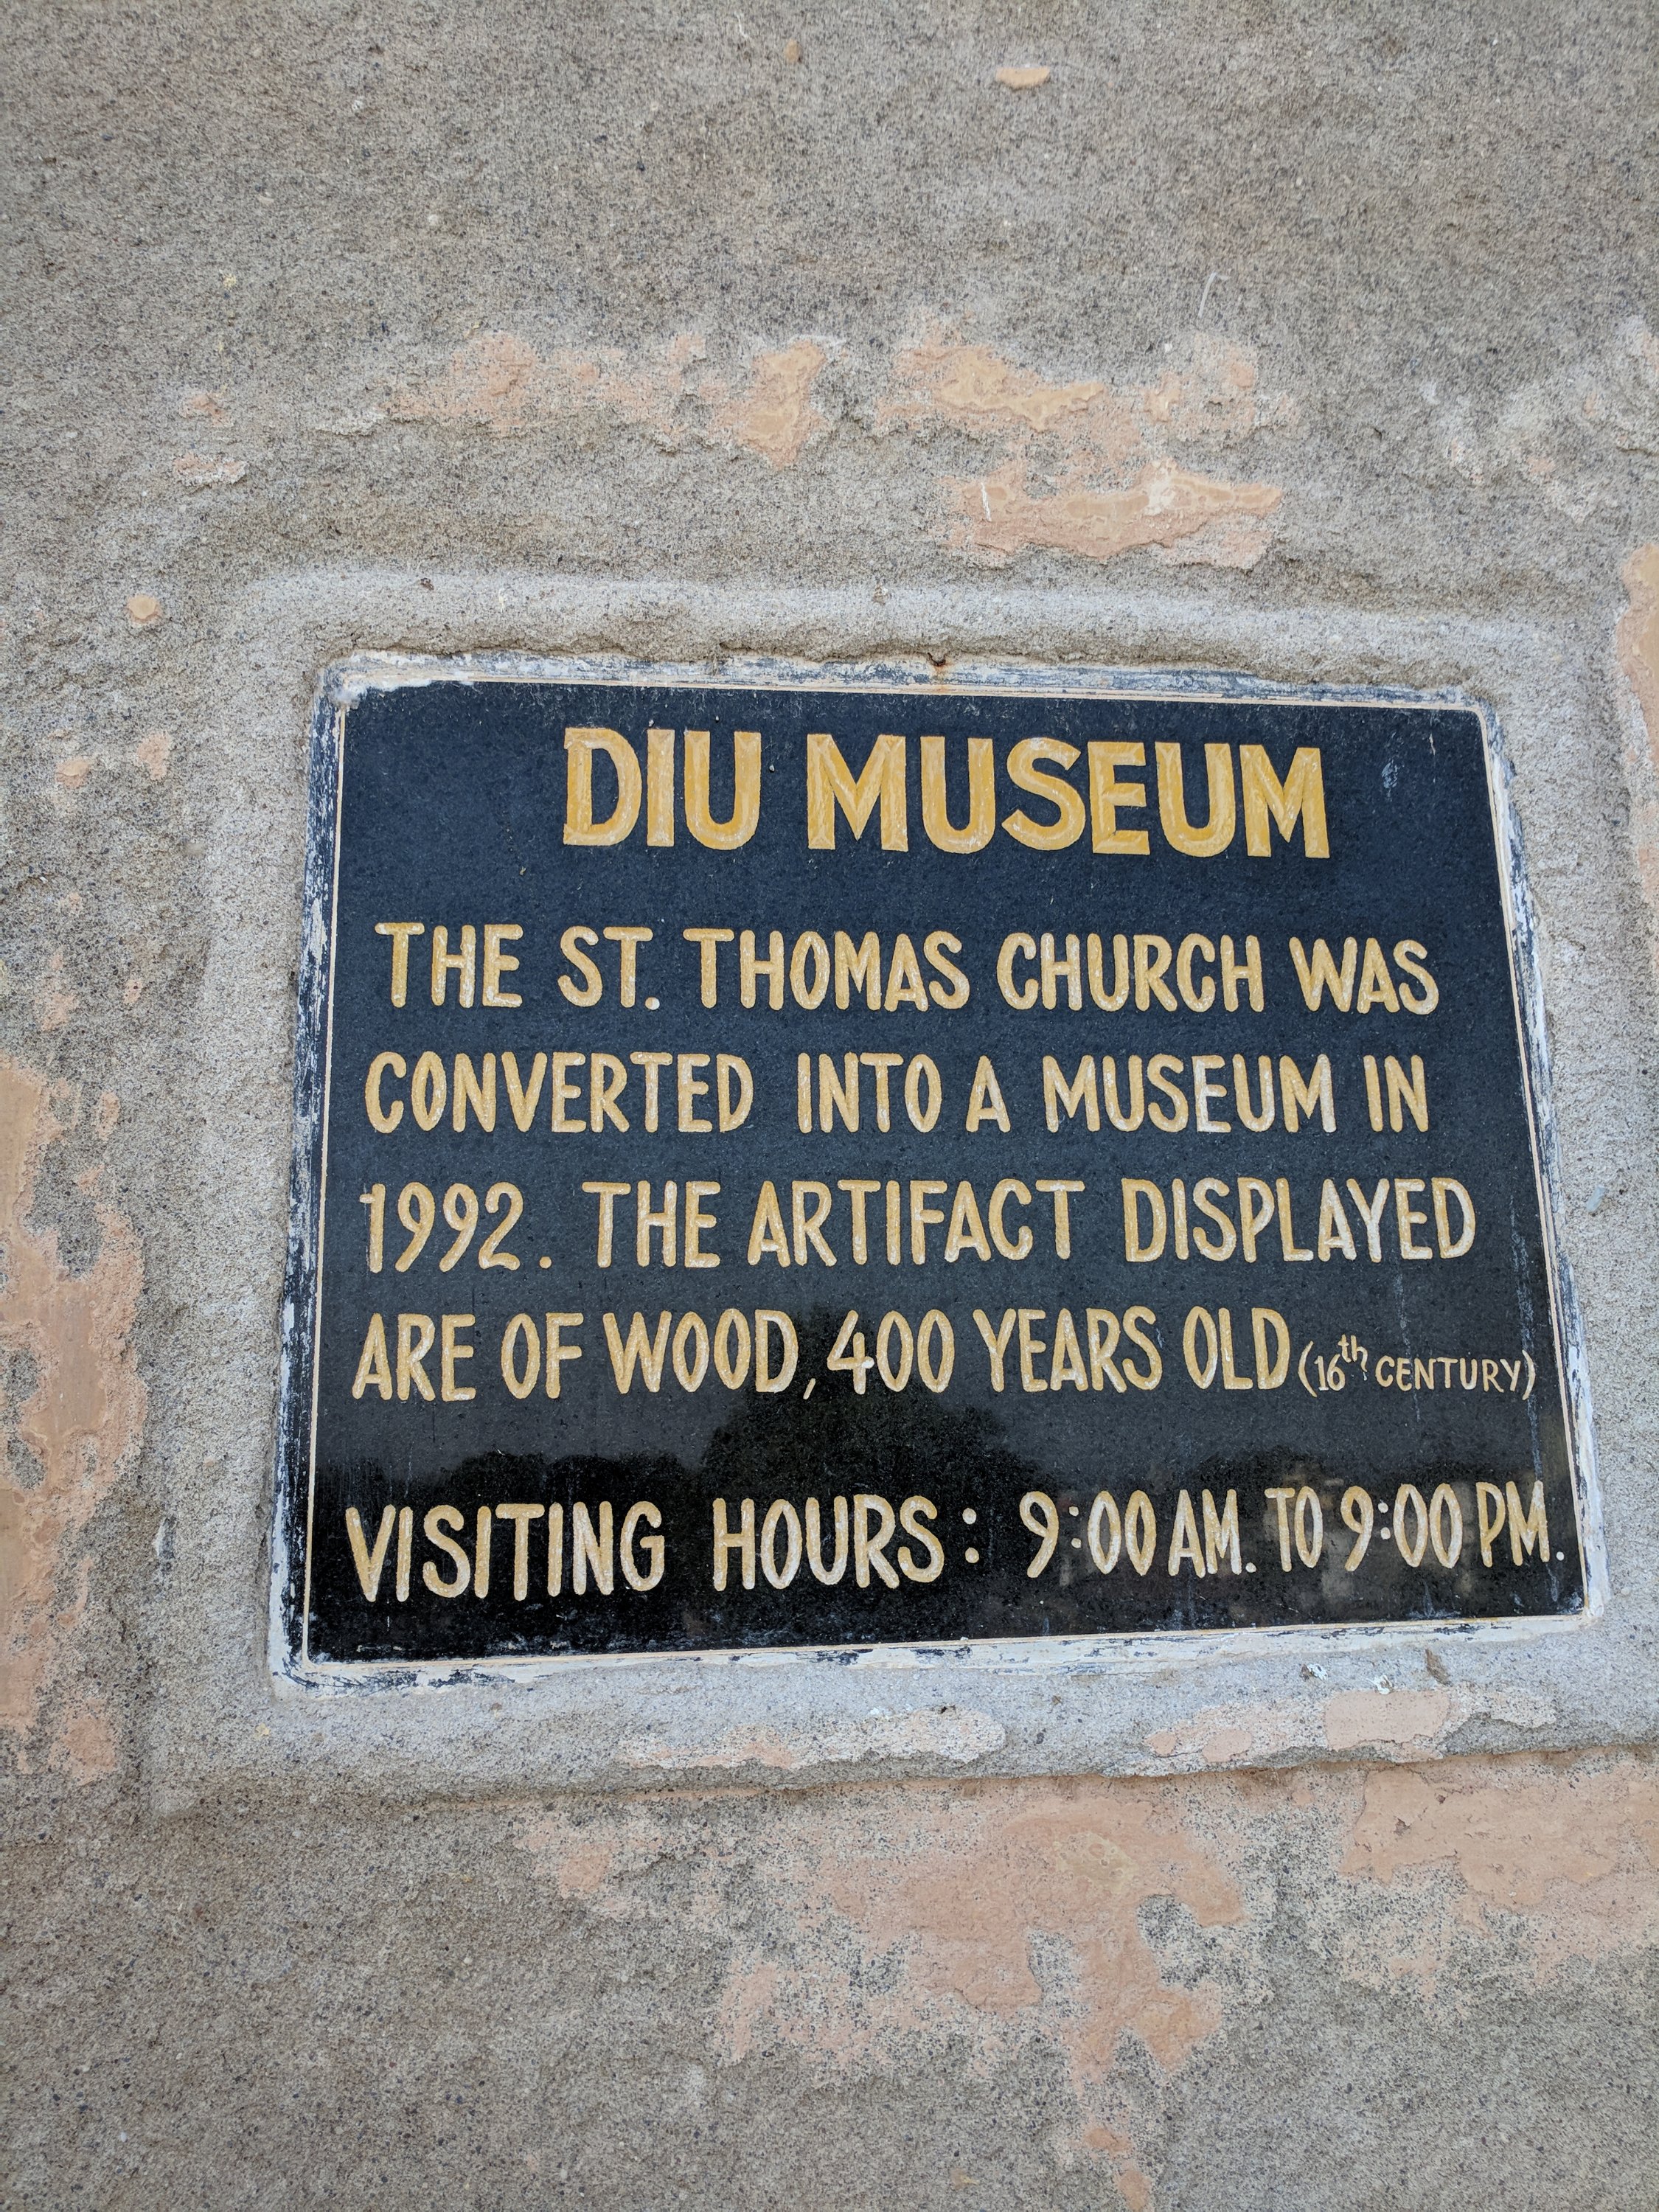 DIU MUSEUM
THE ST. THOMAS CHURCH WAS
CONVERTED INTO A MUSEUM IN
1992. THE ARTIFACT DISPLAYED
ARE OF WOOD, 400 YEARS OLD (16th CENTURY)
VISITING HOURS: 9:00 AM. TO 9:00 PM.